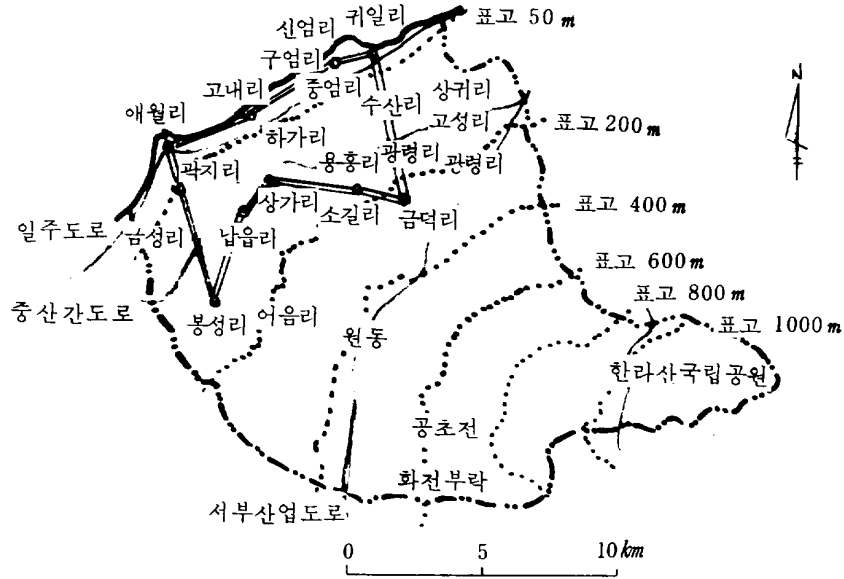 신엄리 귀일리 표고 50 m
구엄리
고내리 중엄리
애월리
수산리 상귀리
고성리
하가리
표고 200 m
용흥리 광령리 관령리
곽지리
상가리
소길리 금덕리
표고 400 m
일주도로 금성리 납읍리
표고 600 m
표고 800 m
중산간도로
봉성리 어음리
원동
표고 1000 m
한라산국립공원
공초전
화전부락
서부산업도로
N
0 5 10 km